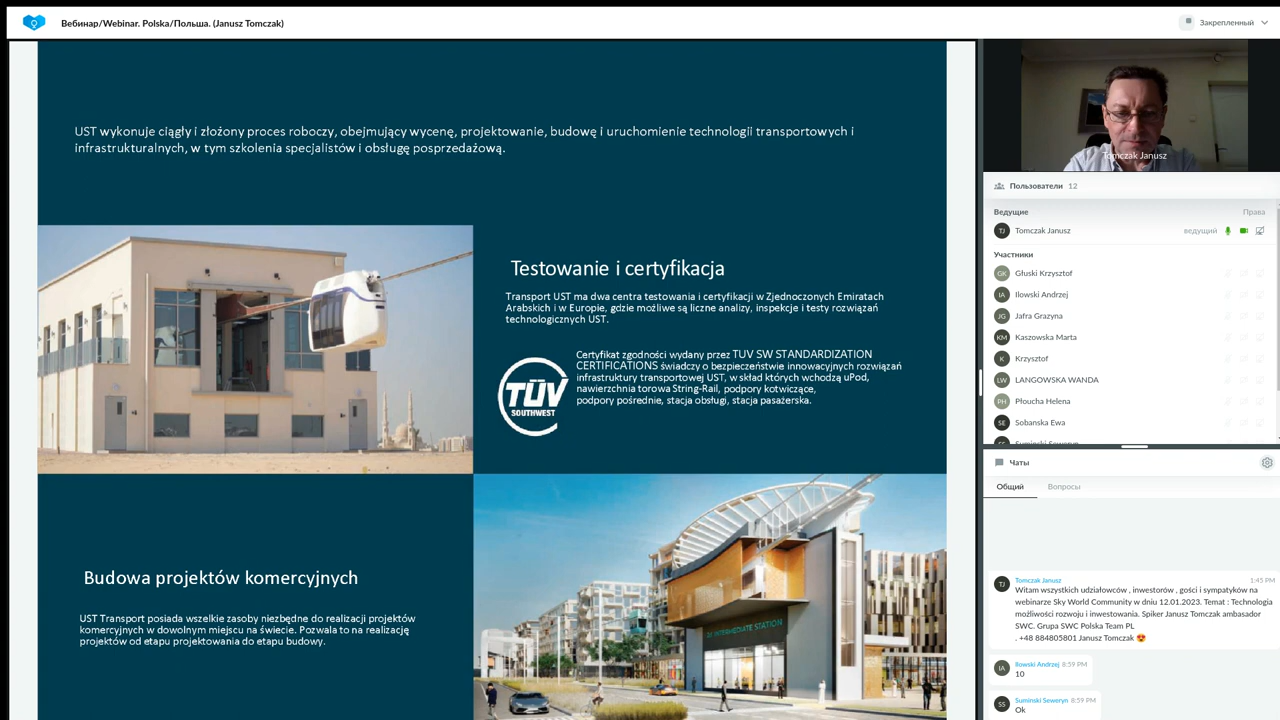 Вебинар/Webinar. Polska/Польша. (Janusz Tomczak)
Закрепленный
UST wykonuje ciągły i złożony proces roboczy, obejmujący wycenę, projektowanie, budowę i uruchomienie technologii transportowych i
infrastrukturalnych, w tym szkolenia specjalistów i obsługę posprzedażową.
Testowanie i certyfikacja
Transport UST ma dwa centra testowania i certyfikacji w Zjednoczonych Emiratach
Arabskich i w Europie, gdzie możliwe są liczne analizy, inspekcje i testy rozwiązań
technologicznych UST.
TÜV
SOUTHWEST
Certyfikat zgodności wydany przez TUV SW STANDARDIZATION
CERTIFICATIONS świadczy o bezpieczeństwie innowacyjnych rozwiązań
infrastruktury transportowej UST, w skład których wchodzą uPod,
nawierzchnia torowa String-Rail, podpory kotwiczące,
podpory pośrednie, stacja obsługi, stacja pasażerska.
Budowa projektów komercyjnych
UST Transport posiada wszelkie zasoby niezbędne do realizacji projektów
komercyjnych w dowolnym miejscu na świecie. Pozwala to na realizację
projektów od etapu projektowania do etapu budowy.
INTERMEDIATE STATION
Tomczak Janusz
Пользователи 12
Ведущие Права
TJ Tomczak Janusz ведущий
Участники
GK Głuski Krzysztof
IA Ilowski Andrzej
JG Jafra Grazyna
KM Kaszowska Marta
K Krzysztof
LW LANGOWSKA WANDA
PH Płoucha Helena
SE Sobanska Ewa
Suminski Seweryn
Чаты
Общий Вопросы
TJ Tomczak Janusz 1:45 PM
Witam wszystkich udziałowców , inwestorów , gości i sympatyków na
webinarze Sky World Community w dniu 12.01.2023. Temat : Technologia
możliwości rozwoju i inwestowania. Spiker Janusz Tomczak ambasador
SWC. Grupa SWC Polska Team PL
. +48 884805801 Janusz Tomczak 😍
IA Ilowski Andrzej 8:59 PM
10
SS Suminski Seweryn 8:59 PM
Ok